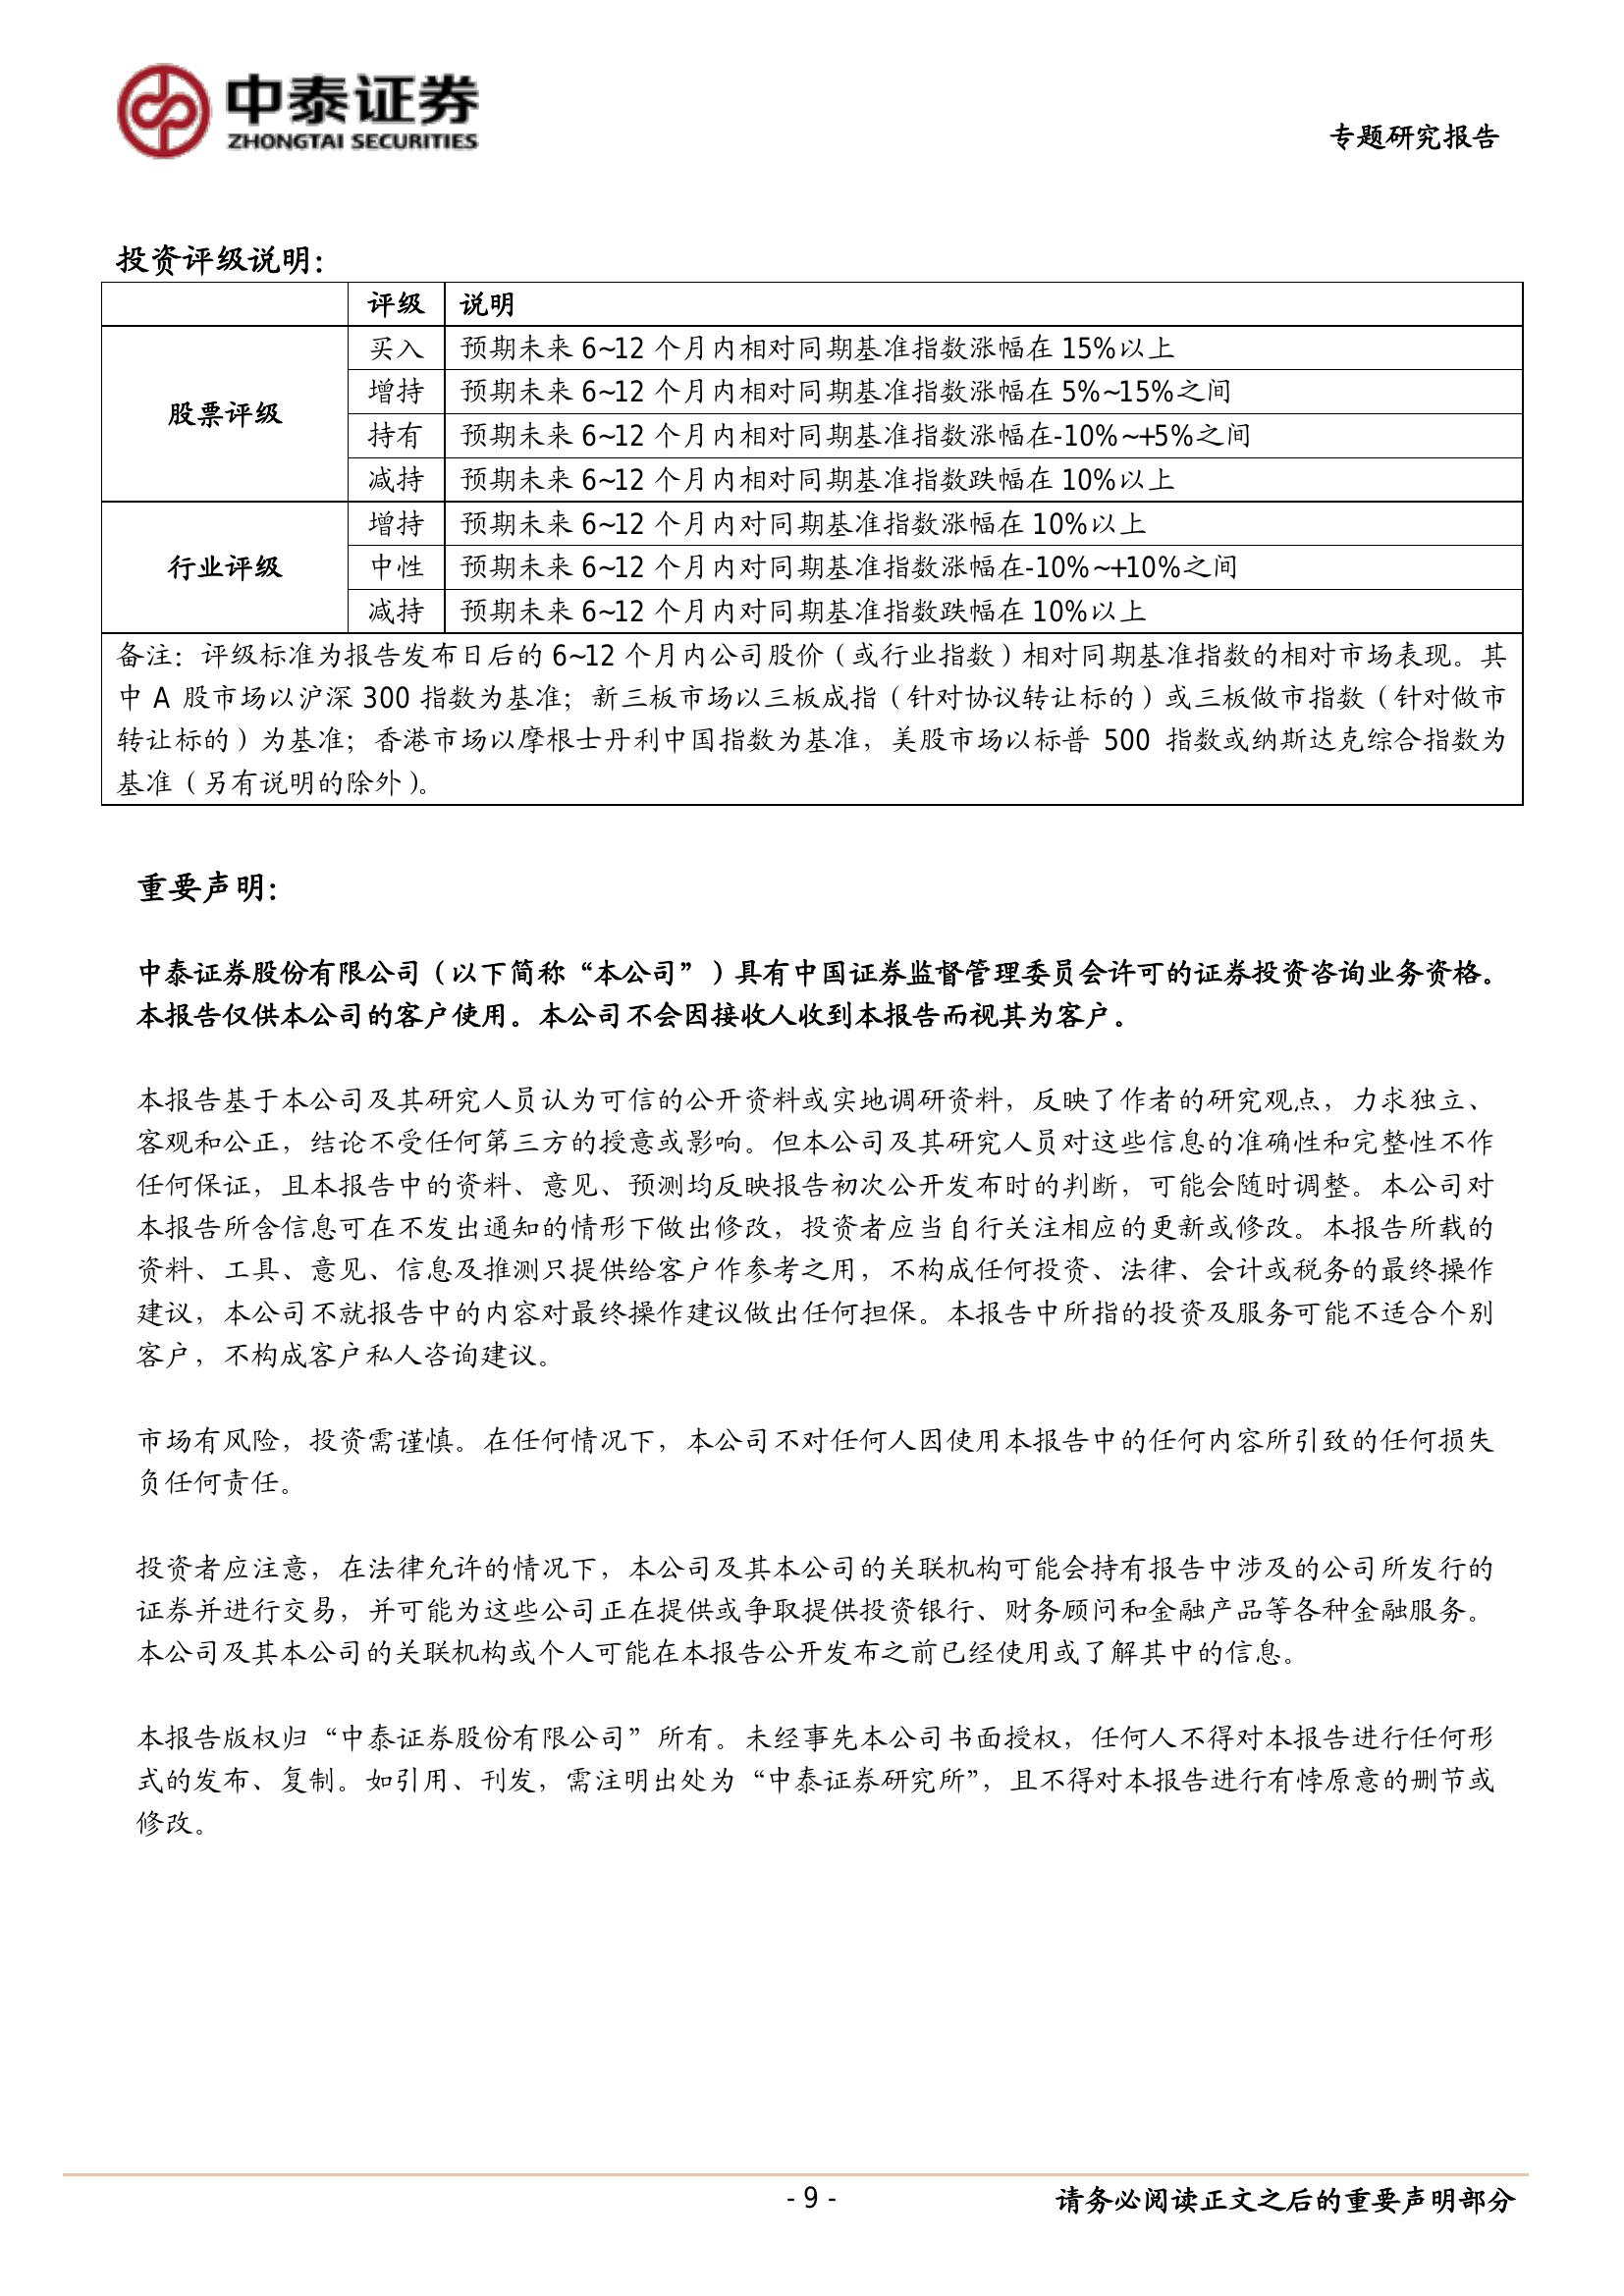 中泰证券
ZHONGTAI SECURITIES
专题研究报告
投资评级说明：
评级 说明
股票评级
买入 预期未来 6~12 个月内相对同期基准指数涨幅在 15%以上
增持 预期未来 6~12 个月内相对同期基准指数涨幅在 5%~15%之间
持有 预期未来 6~12 个月内相对同期基准指数涨幅在-10%~+5%之间
减持 预期未来 6~12 个月内相对同期基准指数跌幅在 10%以上
行业评级
增持 预期未来 6~12 个月内对同期基准指数涨幅在 10%以上
中性 预期未来 6~12 个月内对同期基准指数涨幅在-10%~+10%之间
减持 预期未来 6~12 个月内对同期基准指数跌幅在 10%以上
备注：评级标准为报告发布日后的 6~12 个月内公司股价（或行业指数）相对同期基准指数的相对市场表现。其
中 A 股市场以沪深 300 指数为基准；新三板市场以三板成指（针对协议转让标的）或三板做市指数（针对做市
转让标的）为基准；香港市场以摩根士丹利中国指数为基准，美股市场以标普 500 指数或纳斯达克综合指数为
基准（另有说明的除外）。
重要声明：
中泰证券股份有限公司（以下简称“本公司”）具有中国证券监督管理委员会许可的证券投资咨询业务资格。
本报告仅供本公司的客户使用。本公司不会因接收人收到本报告而视其为客户。
本报告基于本公司及其研究人员认为可信的公开资料或实地调研资料，反映了作者的研究观点，力求独立、
客观和公正，结论不受任何第三方的授意或影响。但本公司及其研究人员对这些信息的准确性和完整性不作
任何保证，且本报告中的资料、意见、预测均反映报告初次公开发布时的判断，可能会随时调整。本公司对
本报告所含信息可在不发出通知的情形下做出修改，投资者应当自行关注相应的更新或修改。本报告所载的
资料、工具、意见、信息及推测只提供给客户作参考之用，不构成任何投资、法律、会计或税务的最终操作
建议，本公司不就报告中的内容对最终操作建议做出任何担保。本报告中所指的投资及服务可能不适合个别
客户，不构成客户私人咨询建议。
市场有风险，投资需谨慎。在任何情况下，本公司不对任何人因使用本报告中的任何内容所引致的任何损失
负任何责任。
投资者应注意，在法律允许的情况下，本公司及其本公司的关联机构可能会持有报告中涉及的公司所发行的
证券并进行交易，并可能为这些公司正在提供或争取提供投资银行、财务顾问和金融产品等各种金融服务。
本公司及其本公司的关联机构或个人可能在本报告公开发布之前已经使用或了解其中的信息。
本报告版权归“中泰证券股份有限公司”所有。未经事先本公司书面授权，任何人不得对本报告进行任何形
式的发布、复制。如引用、刊发，需注明出处为“中泰证券研究所”，且不得对本报告进行有悖原意的删节或
修改。
- 9 -
请务必阅读正文之后的重要声明部分